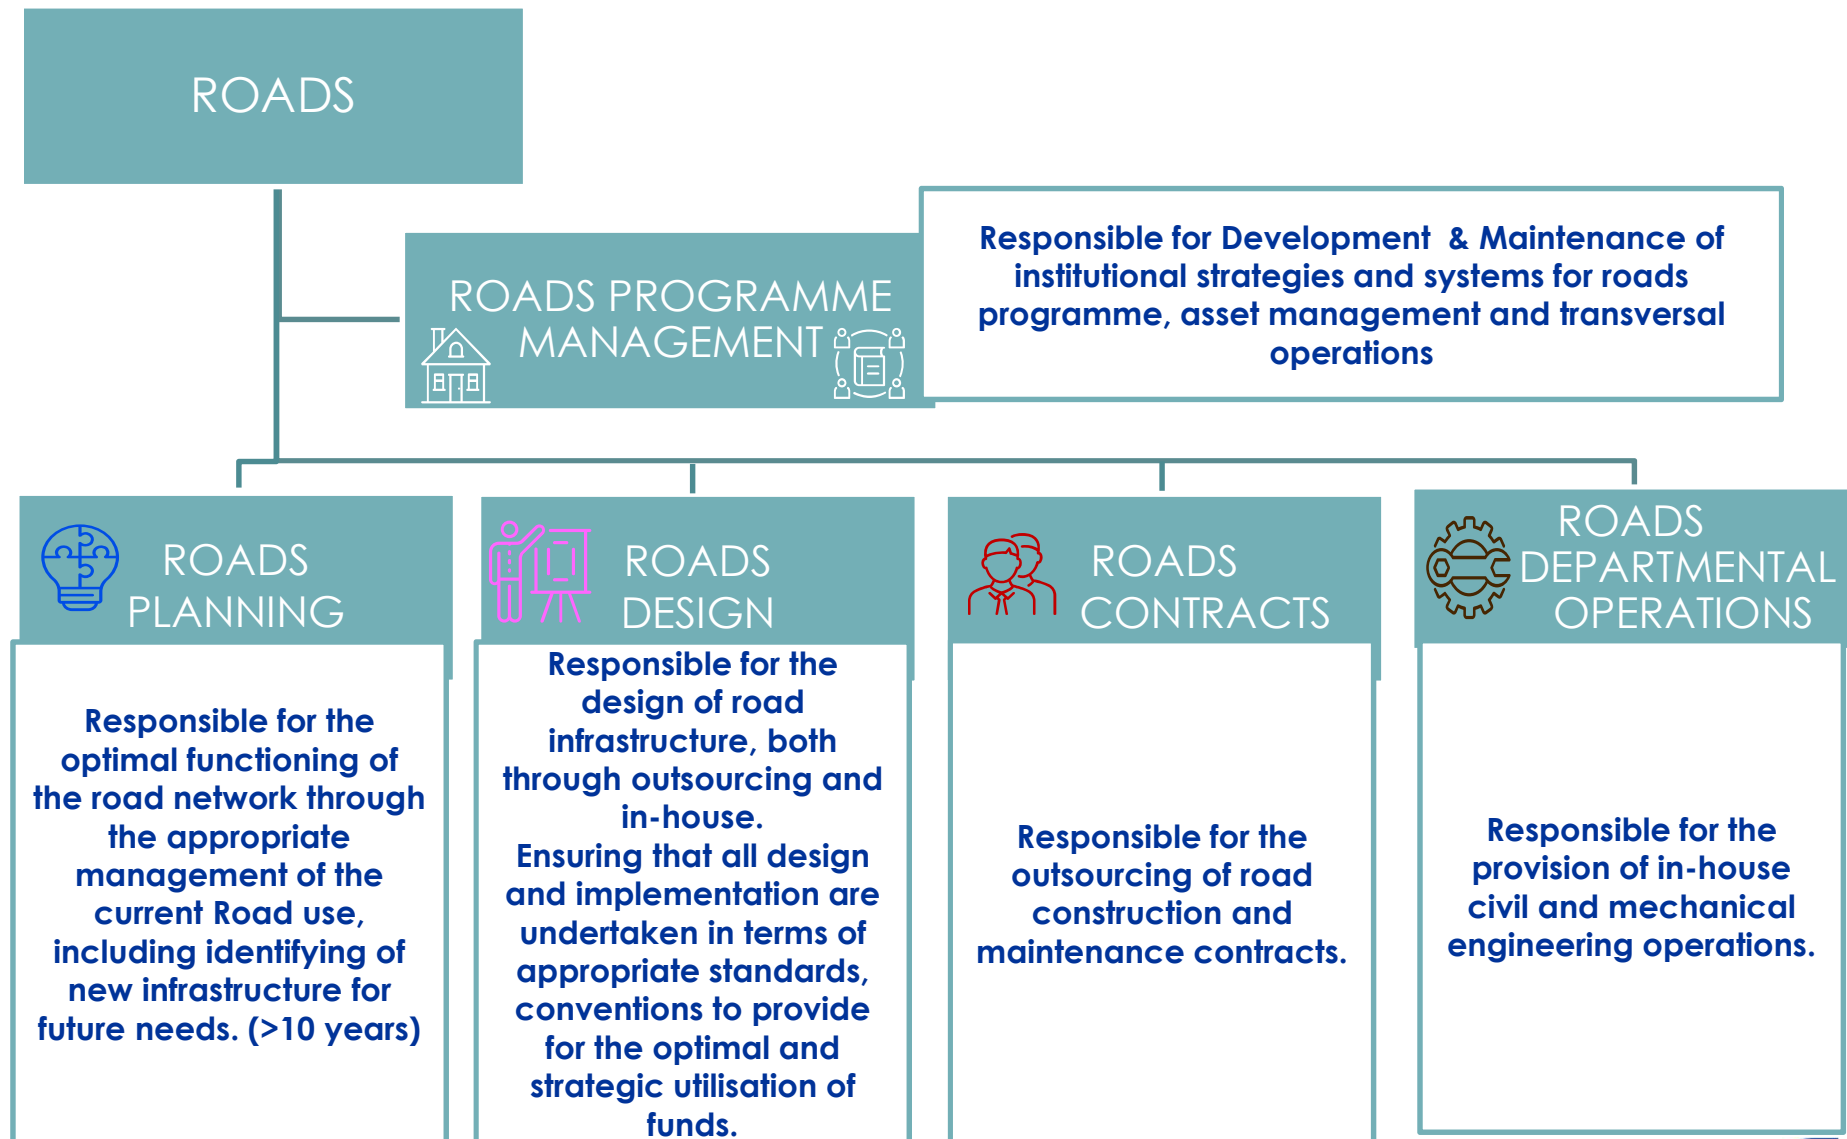 ROADS
ROADS PROGRAMME
MANAGEMENT
Responsible for Development & Maintenance of
institutional strategies and systems for roads
programme, asset management and transversal
operations
ROADS
PLANNING
Responsible for the
optimal functioning of
the road network through
the appropriate
management of the
current Road use,
including identifying of
new infrastructure for
future needs. (>10 years)
ROADS
DESIGN
Responsible for the
design of road
infrastructure, both
through outsourcing and
in-house.
Ensuring that all design
and implementation are
undertaken in terms of
appropriate standards,
conventions to provide
for the optimal and
strategic utilisation of
funds.
ROADS
CONTRACTS
Responsible for the
outsourcing of road
construction and
maintenance contracts.
ROADS
DEPARTMENTAL
OPERATIONS
Responsible for the
provision of in-house
civil and mechanical
engineering operations.